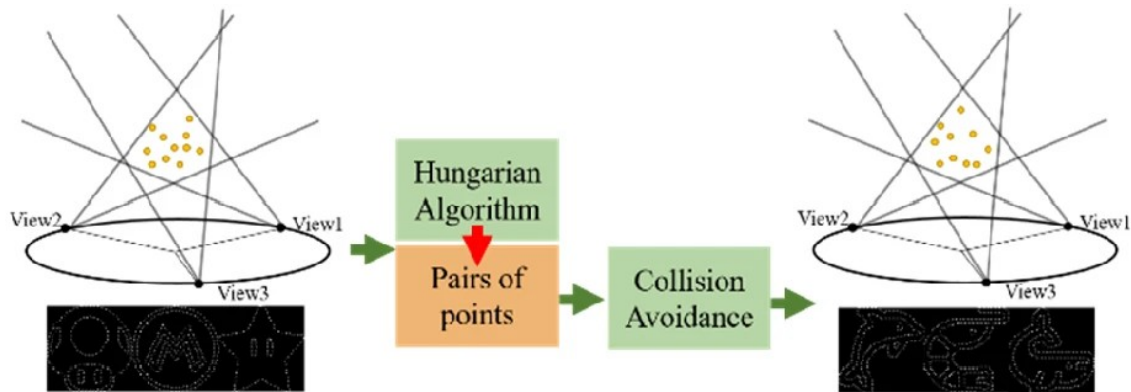 View2
View1
View3
Hungarian
Algorithm
Pairs of
points
Collision
Avoidance
View2
View1
View3